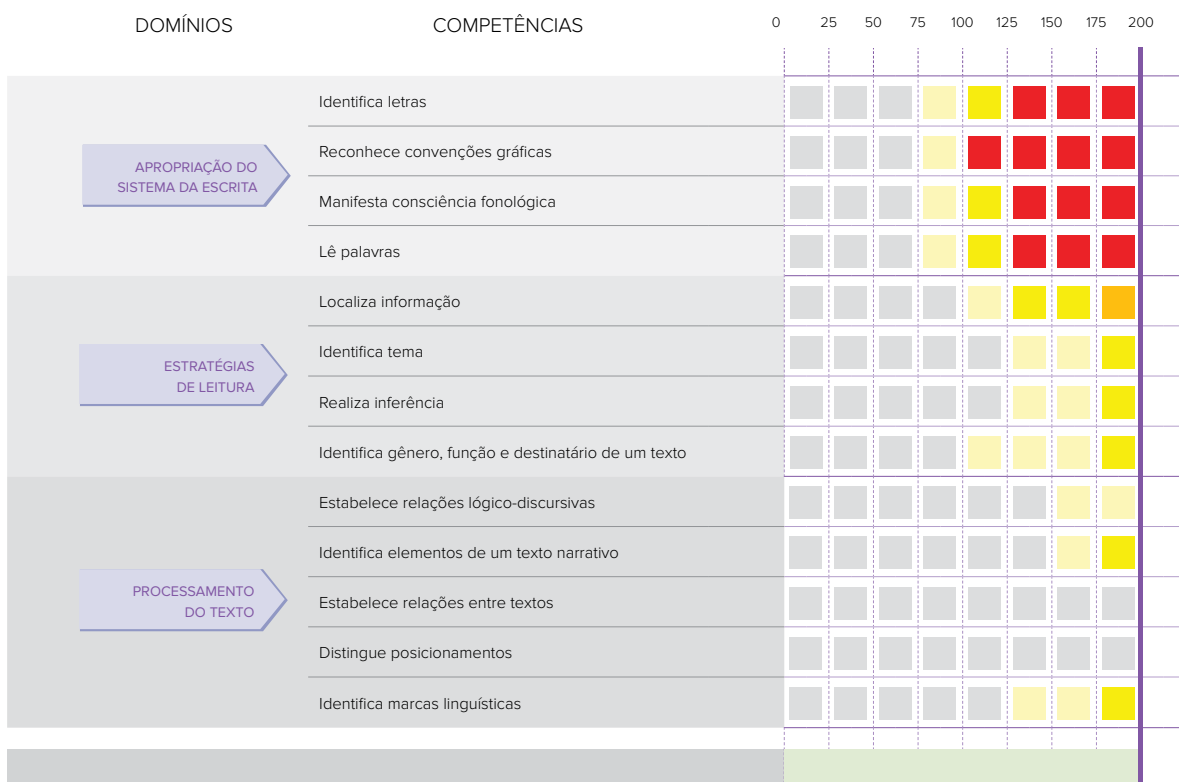 DOMÍNIOS COMPETÊNCIAS 0 25 50 75 100 125 150 175 200
APROPRIAÇÃO DO
SISTEMA DA ESCRITA
Identifica letras
Reconhece convenções gráficas
Manifesta consciência fonológica
Lê palavras
ESTRATÉGIAS
DE LEITURA
Localiza informação
Identifica tema
Realiza inferência
Identifica gênero, função e destinatário de um texto
PROCESSAMENTO
DO TEXTO
Estabelece relações lógico-discursivas
Identifica elementos de um texto narrativo
Estabelece relações entre textos
Distingue posicionamentos
Identifica marcas linguísticas